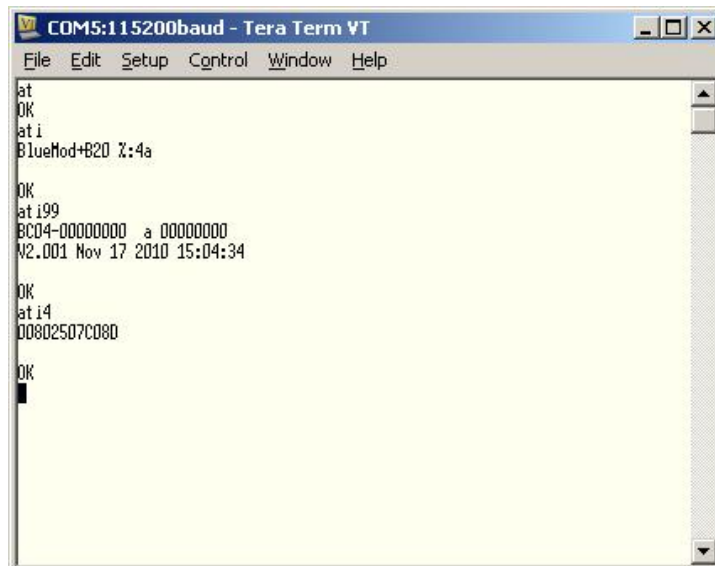 COM5:115200baud - Tera Term VT
File Edit Setup Control Window Help
at
OK
ati
BlueMod+B20 %:4a
OK
ati99
BC04-00000000 a 00000000
V2.001 Nov 17 2010 15:04:34
OK
ati4
00802507C08D
OK